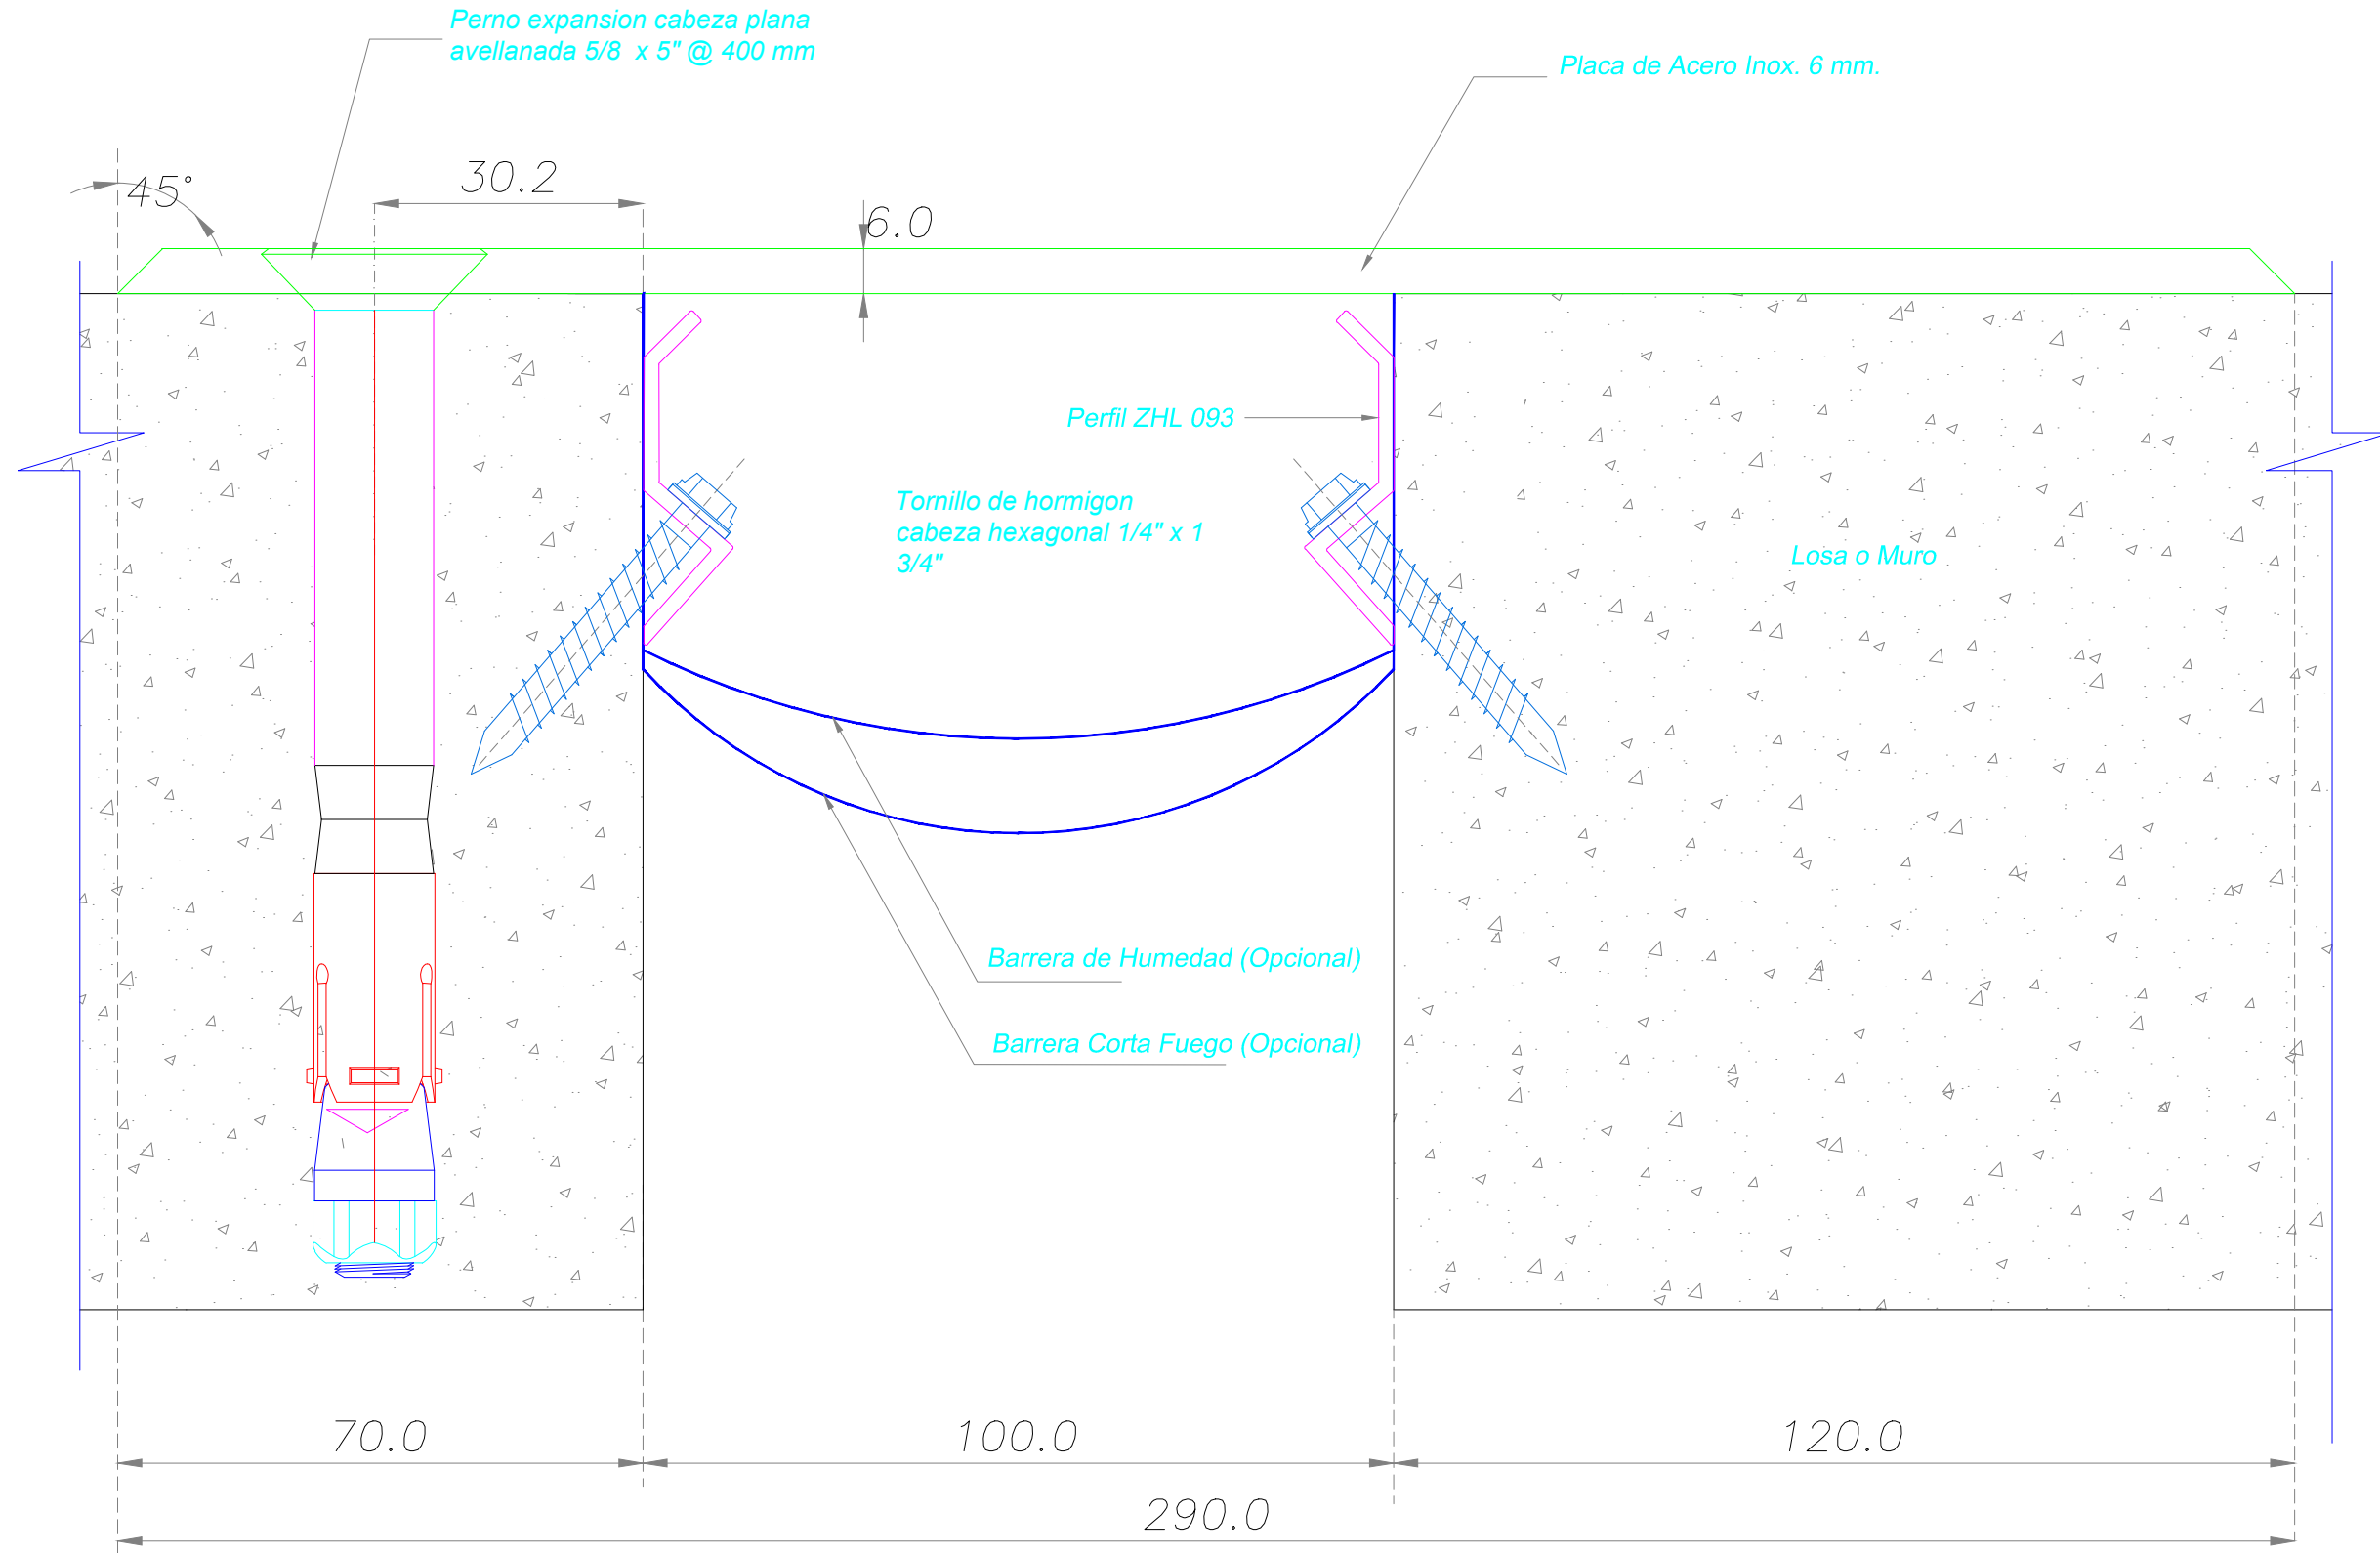 Perno expansion cabeza plana
avellanada 5/8 x 5" @ 400 mm
Placa de Acero Inox. 6 mm.
45°
30.2
6.0
Perfil ZHL 093
Tornillo de hormigon
cabeza hexagonal 1/4" x 1
3/4"
Losa o Muro
Barrera de Humedad (Opcional)
Barrera Corta Fuego (Opcional)
70.0
100.0
120.0
290.0